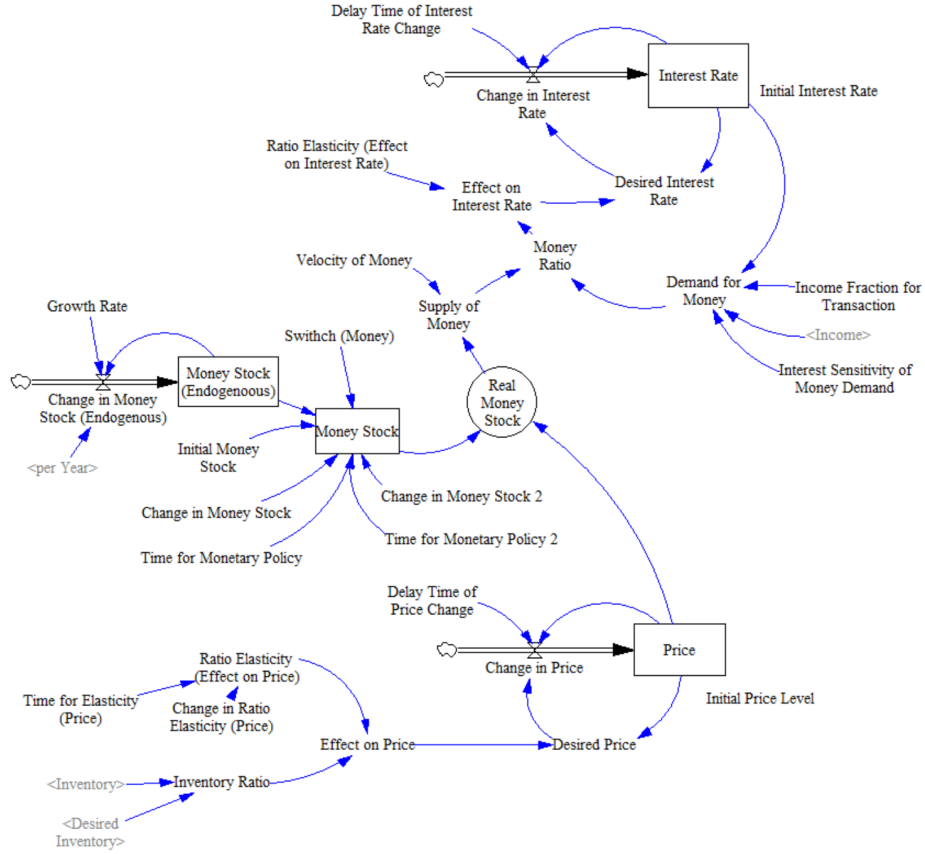 Delay Time of Interest
Rate Change
Interest Rate
Change in Interest
Rate
Initial Interest Rate
Ratio Elasticity (Effect
on Interest Rate)
Effect on
Interest Rate
Desired Interest
Rate
Money
Ratio
Velocity of Money
Demand for
Money
Income Fraction for
Transaction
<Income>
Interest Sensitivity of
Money Demand
Supply of
Money
Growth Rate
Swithch (Money)
Money Stock
(Endogenoous)
Change in Money
Stock (Endogenous)
Real
Money
Stock
Money Stock
Initial Money
Stock
<per Year>
Change in Money Stock 2
Change in Money Stock
Time for Monetary Policy 2
Time for Monetary Policy
Delay Time of
Price Change
Price
Change in Price
Ratio Elasticity
(Effect on Price)
Time for Elasticity
(Price)
Change in Ratio
Elasticity (Price)
Initial Price Level
Effect on Price
Desired Price
<Inventory>
Inventory Ratio
<Desired
Inventory>